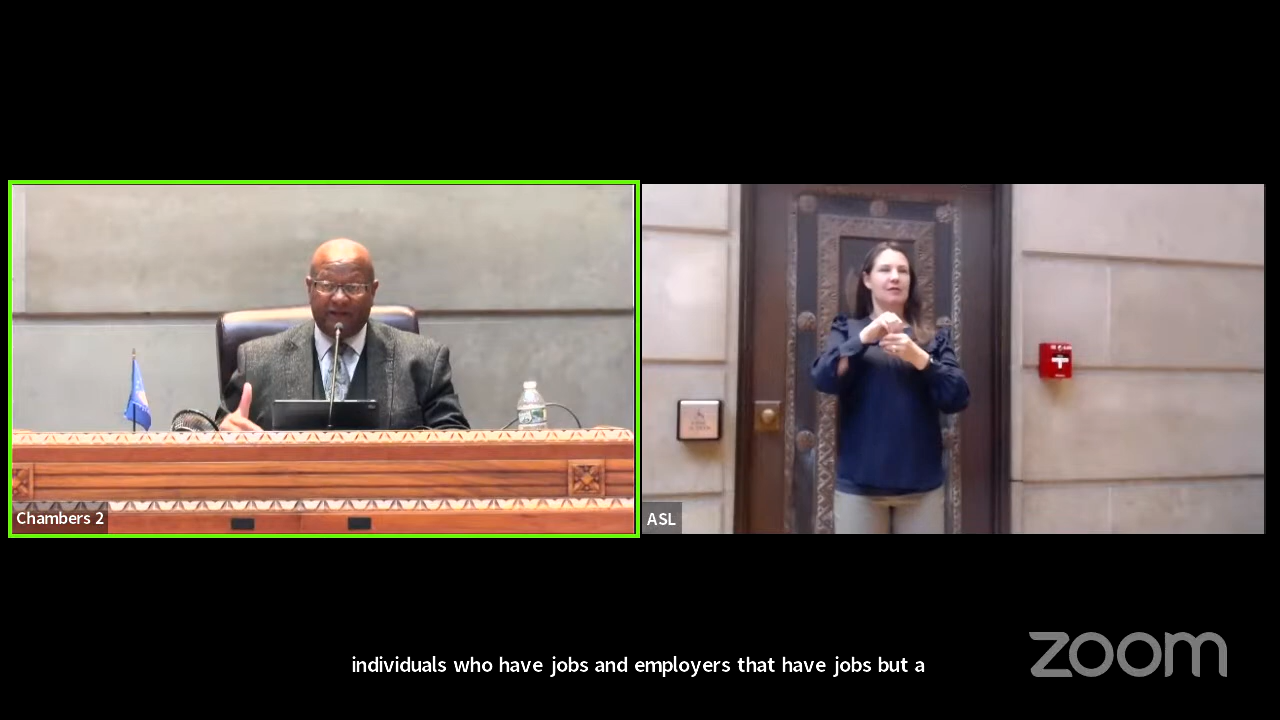 Chambers 2
ASL
individuals who have jobs and employers that have jobs but a
zoom